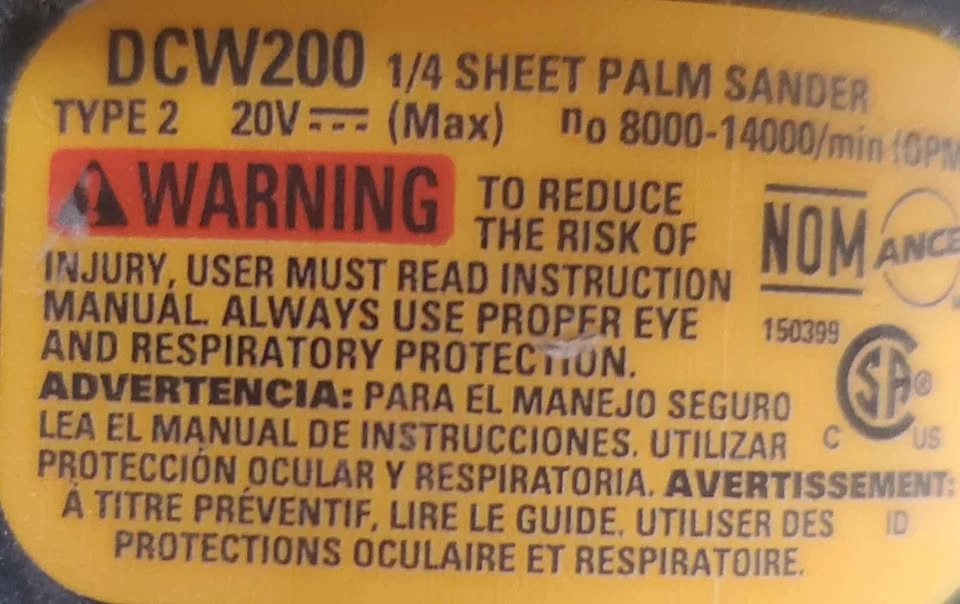 DCW200 1/4 SHEET PALM SANDER
TYPE 2 20V (Max) no 8000-14000/min (OPM
WARNING TO REDUCE
THE RISK OF
INJURY, USER MUST READ INSTRUCTION
MANUAL. ALWAYS USE PROPER EYE
AND RESPIRATORY PROTECTION.
ADVERTENCIA: PARA EL MANEJO SEGURO
LEA EL MANUAL DE INSTRUCCIONES. UTILIZAR
PROTECCIÓN OCULAR Y RESPIRATORIA. AVERTISSEMENT:
À TITRE PRÉVENTIF, LIRE LE GUIDE. UTILISER DES
PROTECTIONS OCULAIRE ET RESPIRATOIRE.
NOM ANCE
150399
CSA®
C US
ID